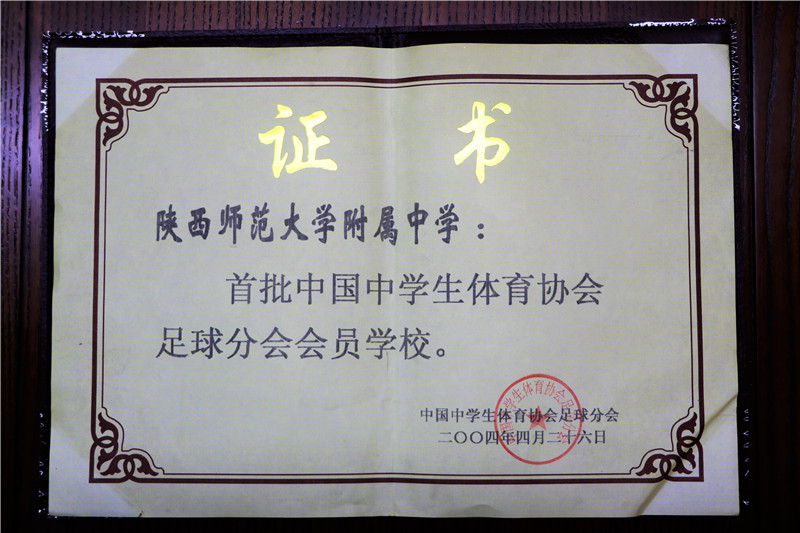 证 书
陕西师范大学附属中学：
首批中国中学生体育协会
足球分会会员学校。
中国中学生体育协会足球分会
二〇〇四年四月二十六日